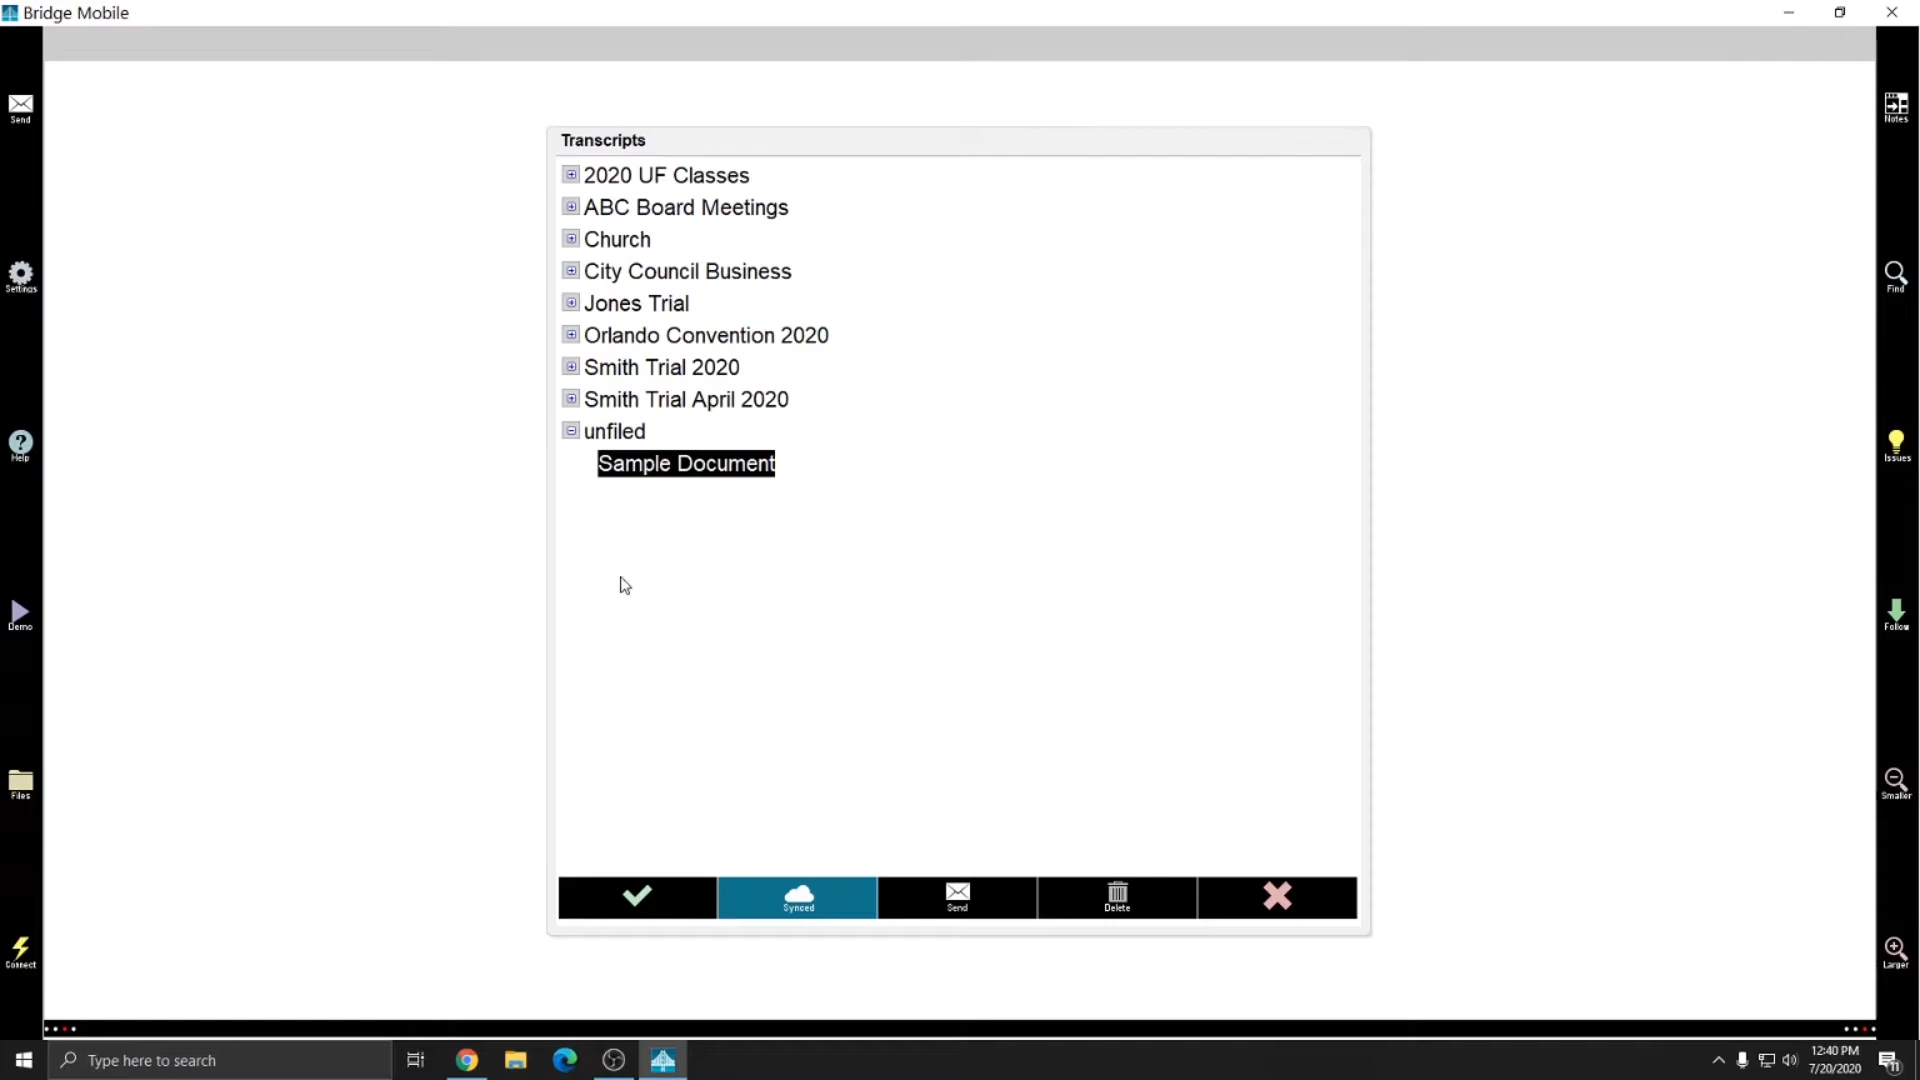 Bridge Mobile
Send
Settings
Help
Demo
Files
Connect
Transcripts
2020 UF Classes
ABC Board Meetings
Church
City Council Business
Jones Trial
Orlando Convention 2020
Smith Trial 2020
Smith Trial April 2020
unfiled
Sample Document
Synced
Send
Delete
Notes
Find
Issues
Follow
Smaller
Larger
Type here to search
12:40 PM
7/20/2020
11